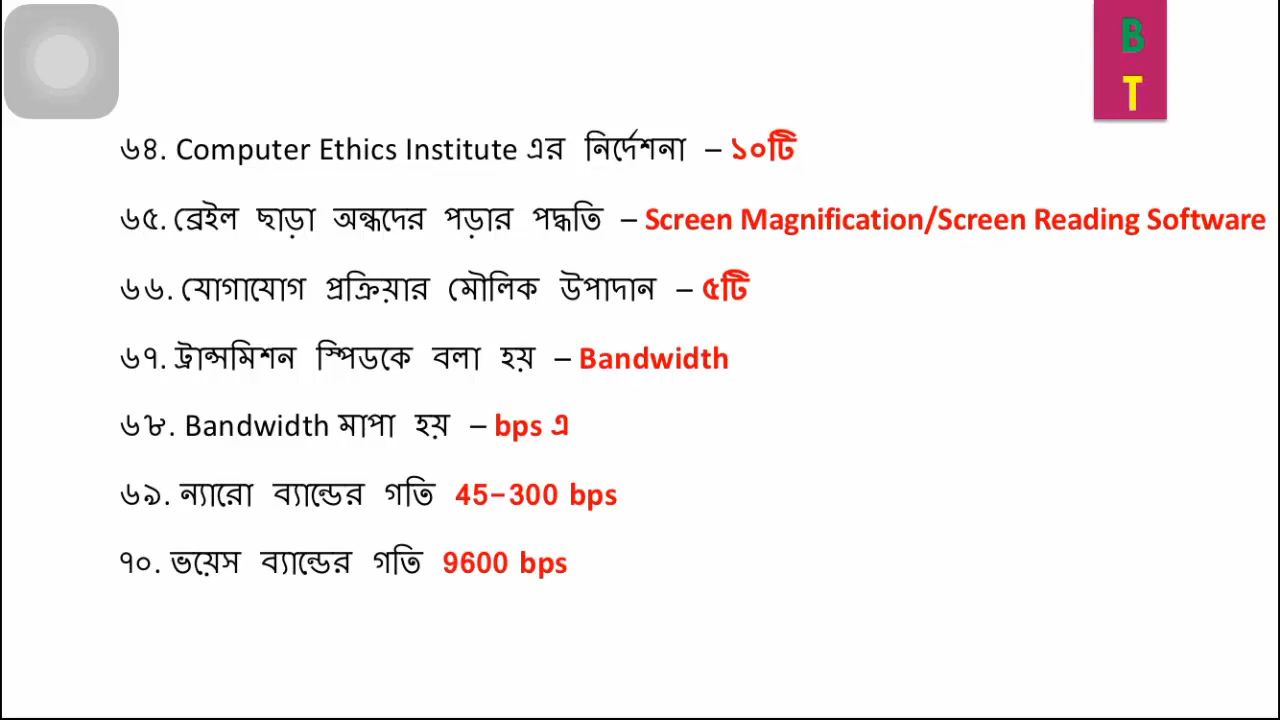 B
T
৬৪. Computer Ethics Institute এর নির্দেশনা – ১০টি
৬৫. ব্রেইল ছাড়া অন্ধদের পড়ার পদ্ধতি – Screen Magnification/Screen Reading Software
৬৬. যোগাযোগ প্রক্রিয়ার মৌলিক উপাদান – ৫টি
৬৭. ট্রান্সমিশন স্পিডকে বলা হয় – Bandwidth
৬৮. Bandwidth মাপা হয় – bps এ
৬৯. ন্যারো ব্যান্ডের গতি 45-300 bps
৭০. ভয়েস ব্যান্ডের গতি 9600 bps